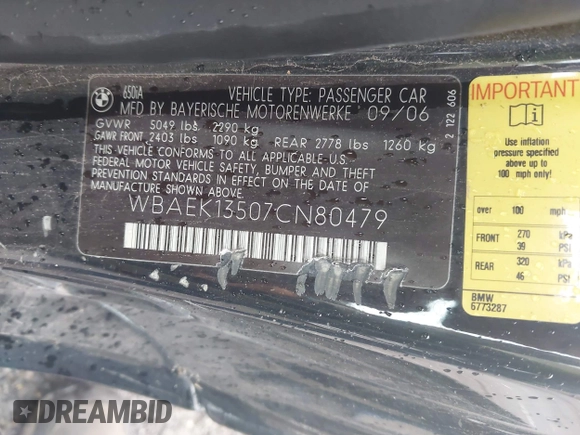 BMW
650iA
VEHICLE TYPE: PASSENGER CAR
MFD BY BAYERISCHE MOTORENWERKE 09/06
GVWR 5049 lbs 2290 kg
GAWR FRONT 2403 lbs 1090 kg REAR 2778 lbs 1260 kg
THIS VEHICLE CONFORMS TO ALL APPLICABLE U.S.
FEDERAL MOTOR VEHICLE SAFETY, BUMPER, AND THEFT
PREVENTION STANDARDS IN EFFECT ON THE DATE OF
MANUFACTURE SHOWN ABOVE.
WBAEK13507CN80479
2 122 606
IMPORTANT
Use inflation
pressure specified
above up to
100 mph only!
over 100 mph
FRONT 270 kPa
39 PSI
REAR 320 kPa
46 PSI
BMW
6773287
DREAMBID